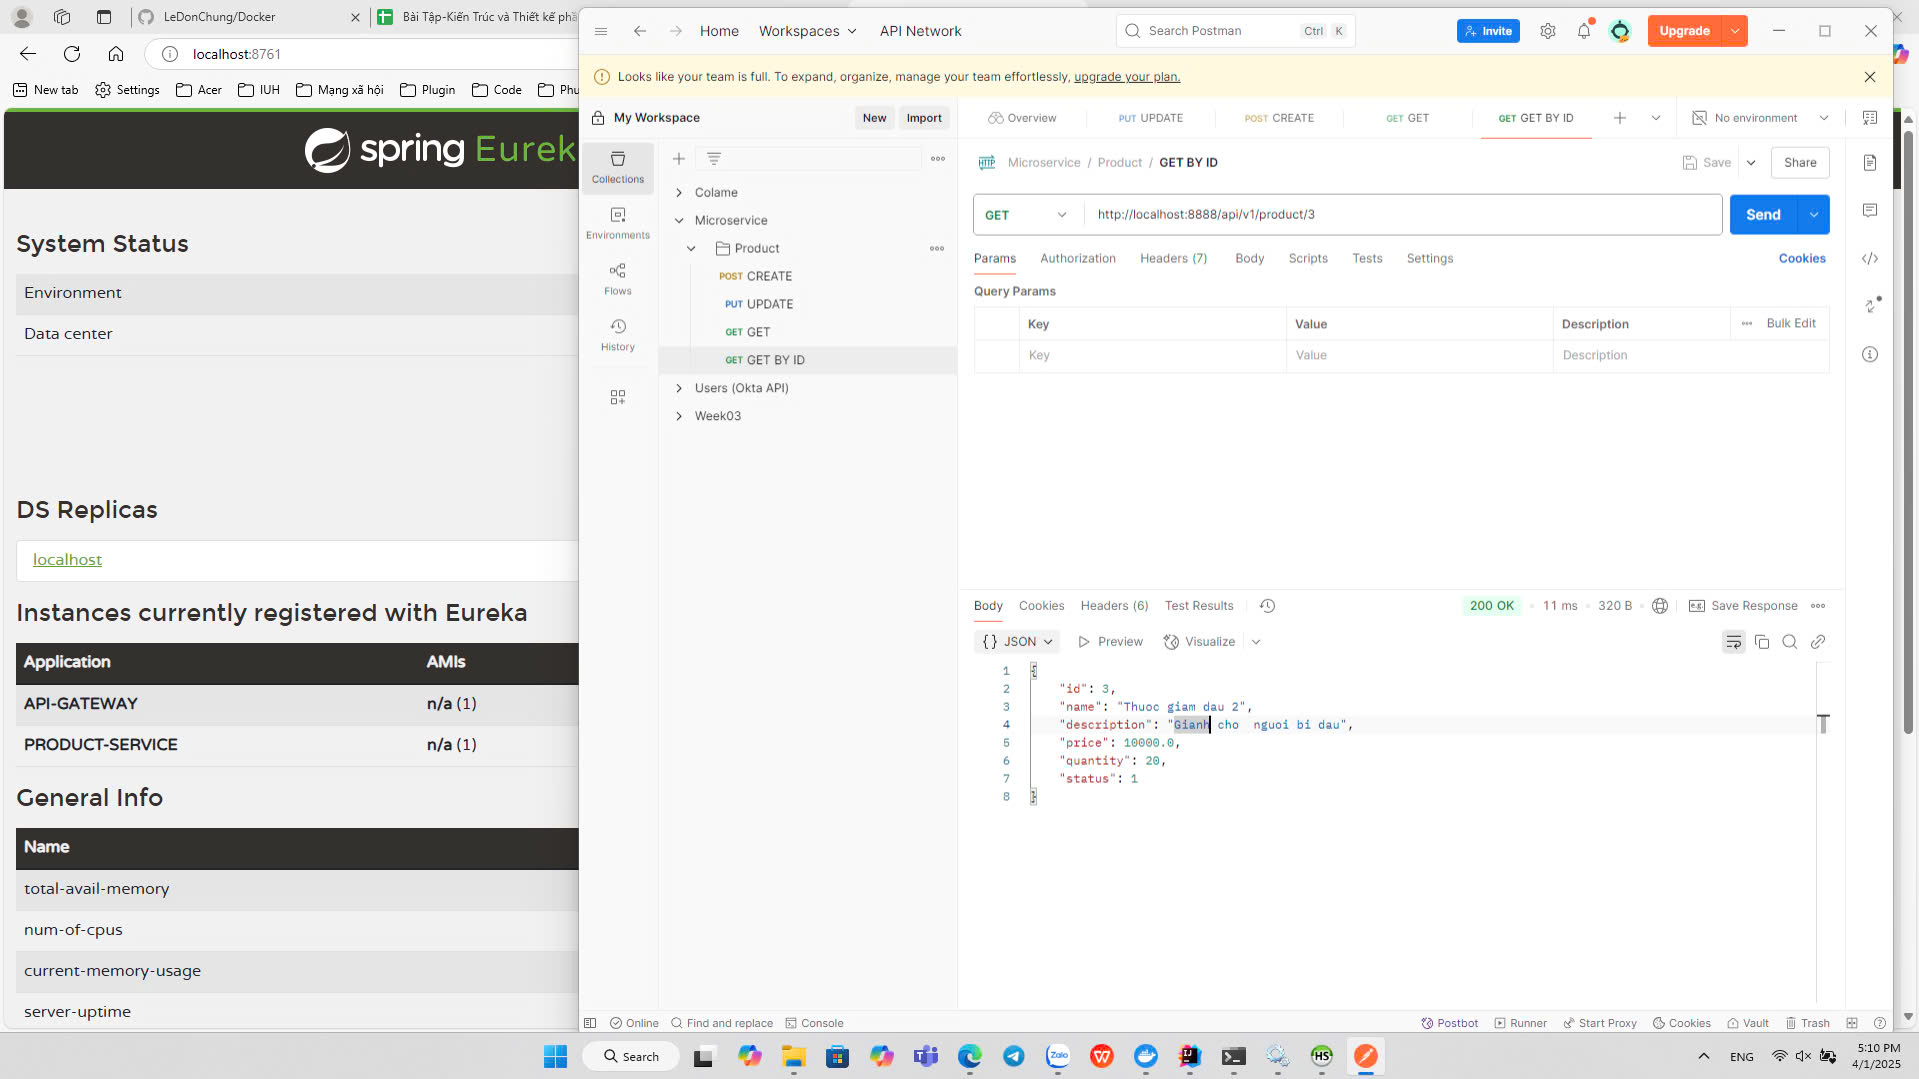 LeDonChung/Docker
Bài Tập-Kiến Trúc và Thiết kế
localhost:8761
New tab
Settings
Acer
IUH
Mạng xã hội
Plugin
Code
Phu
spring Eurek
System Status
Environment
Data center
DS Replicas
localhost
Instances currently registered with Eureka
Application AMIs
API-GATEWAY n/a (1)
PRODUCT-SERVICE n/a (1)
General Info
Name
total-avail-memory
num-of-cpus
current-memory-usage
server-uptime
Home Workspaces API Network
Search Postman Ctrl K
Invite
Upgrade
Looks like your team is full. To expand, organize, manage your team effortlessly, upgrade your plan.
My Workspace New Import
Overview
PUT UPDATE
POST CREATE
GET GET
GET GET BY ID
No environment
Collections
Environments
Flows
History
Colame
Microservice
Product
POST CREATE
PUT UPDATE
GET GET
GET GET BY ID
Users (Okta API)
Week03
HTTP Microservice / Product / GET BY ID
Save Share
GET http://localhost:8888/api/v1/product/3 Send
Params Authorization Headers (7) Body Scripts Tests Settings Cookies
Query Params
Key Value Description Bulk Edit
Key Value Description
Body Cookies Headers (6) Test Results 200 OK 11 ms 320 B Save Response
{} JSON Preview Visualize
1 {
2 "id": 3,
3 "name": "Thuoc giam dau 2",
4 "description": "Gianh cho  nguoi bi dau",
5 "price": 10000.0,
6 "quantity": 20,
7 "status": 1
8 }
Online Find and replace Console Postbot Runner Start Proxy Cookies Vault Trash
Search
Zalo
HS
ENG
5:10 PM
4/1/2025